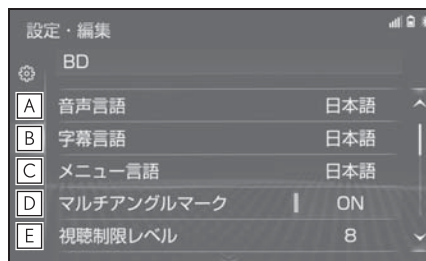 設定・編集
BD
A 音声言語 日本語
B 字幕言語 日本語
C メニュー言語 日本語
D マルチアングルマーク ON
E 視聴制限レベル 8